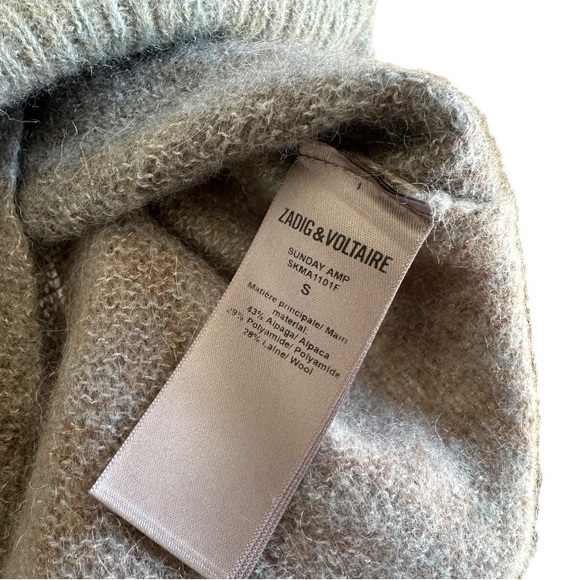 ZADIG&VOLTAIRE
SUNDAY AMP
SKMA1101F
S
Matière principale/ Main
material:
43% Alpaga/ Alpaca
29% Polyamide/ Polyamide
28% Laine/ Wool